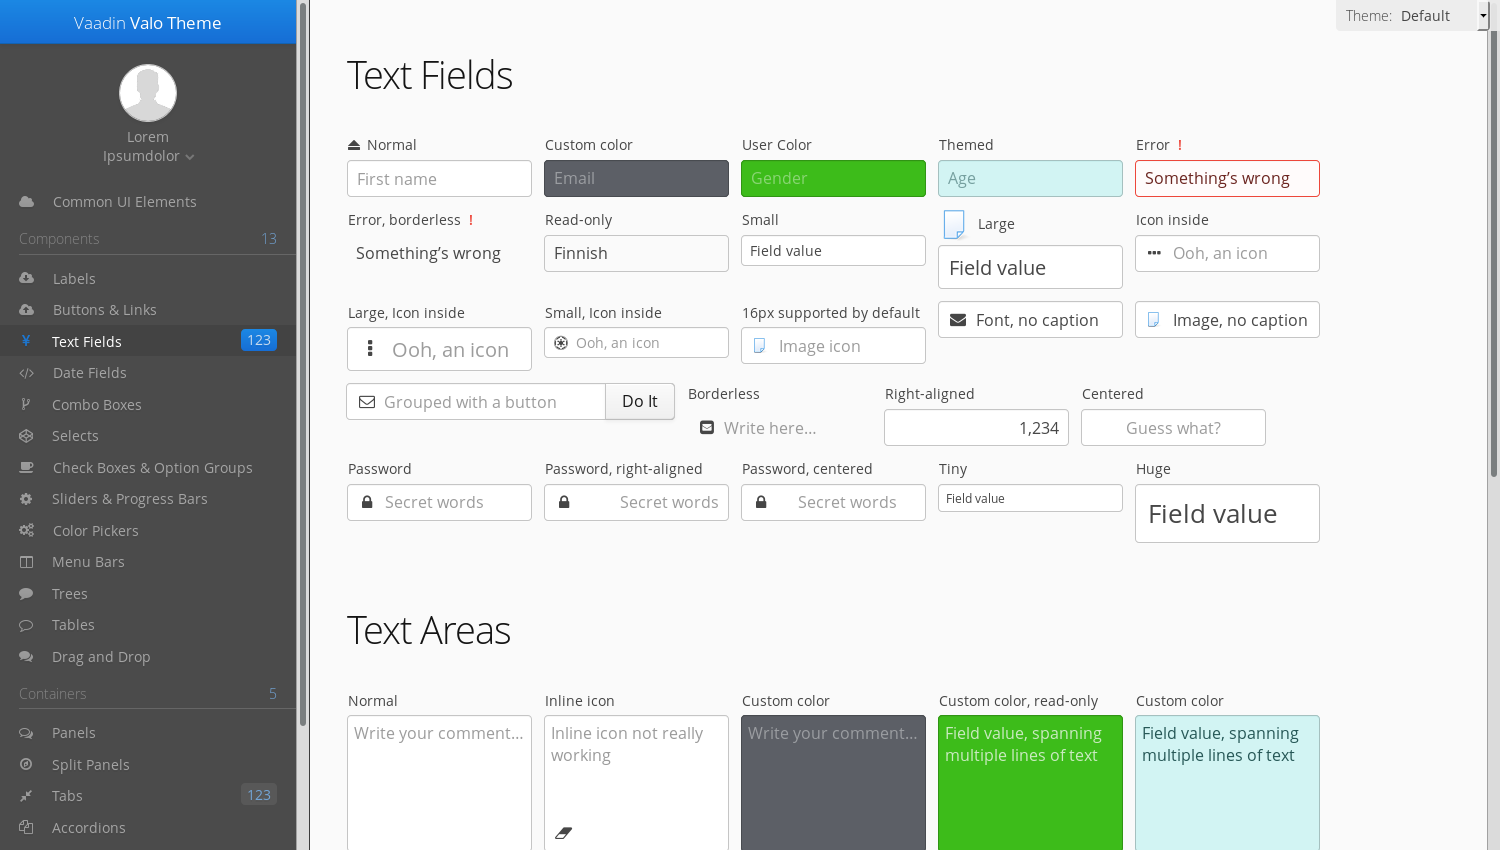 Vaadin Valo Theme
Lorem
Ipsumdolor
Common UI Elements
Components 13
Labels
Buttons & Links
Text Fields 123
Date Fields
Combo Boxes
Selects
Check Boxes & Option Groups
Sliders & Progress Bars
Color Pickers
Menu Bars
Trees
Tables
Drag and Drop
Containers 5
Panels
Split Panels
Tabs 123
Accordions
Theme: Default
Text Fields
Normal Custom color User Color Themed Error !
First name Email Gender Age Something’s wrong
Error, borderless ! Read-only Small Large Icon inside
Something’s wrong Finnish Field value Field value Ooh, an icon
Large, Icon inside Small, Icon inside 16px supported by default Font, no caption Image, no caption
Ooh, an icon Ooh, an icon Image icon
Grouped with a button Do It Borderless Right-aligned Centered
Write here... 1,234 Guess what?
Password Password, right-aligned Password, centered Tiny Huge
Secret words Secret words Secret words Field value Field value
Text Areas
Normal Inline icon Custom color Custom color, read-only Custom color
Write your comment... Inline icon not really Write your comment... Field value, spanning Field value, spanning
working multiple lines of text multiple lines of text